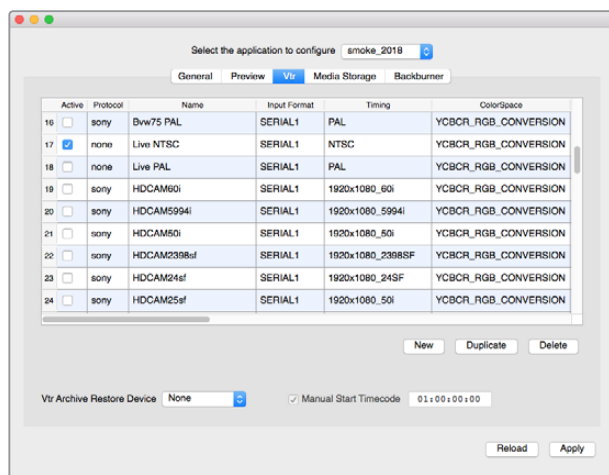 Select the application to configure smoke_2018
General Preview Vtr Media Storage Backburner
Active Protocol Name Input Format Timing ColorSpace
16 sony Bvw75 PAL SERIAL1 PAL YCBCR_RGB_CONVERSION
17 none Live NTSC SERIAL1 NTSC YCBCR_RGB_CONVERSION
18 none Live PAL SERIAL1 PAL YCBCR_RGB_CONVERSION
19 sony HDCAM60i SERIAL1 1920x1080_60i YCBCR_RGB_CONVERSION
20 sony HDCAM5994i SERIAL1 1920x1080_5994i YCBCR_RGB_CONVERSION
21 sony HDCAM50i SERIAL1 1920x1080_50i YCBCR_RGB_CONVERSION
22 sony HDCAM2398sf SERIAL1 1920x1080_2398SF YCBCR_RGB_CONVERSION
23 sony HDCAM24sf SERIAL1 1920x1080_24SF YCBCR_RGB_CONVERSION
24 sony HDCAM25sf SERIAL1 1920x1080_50i YCBCR_RGB_CONVERSION
New Duplicate Delete
Vtr Archive Restore Device None Manual Start Timecode 01:00:00:00
Reload Apply